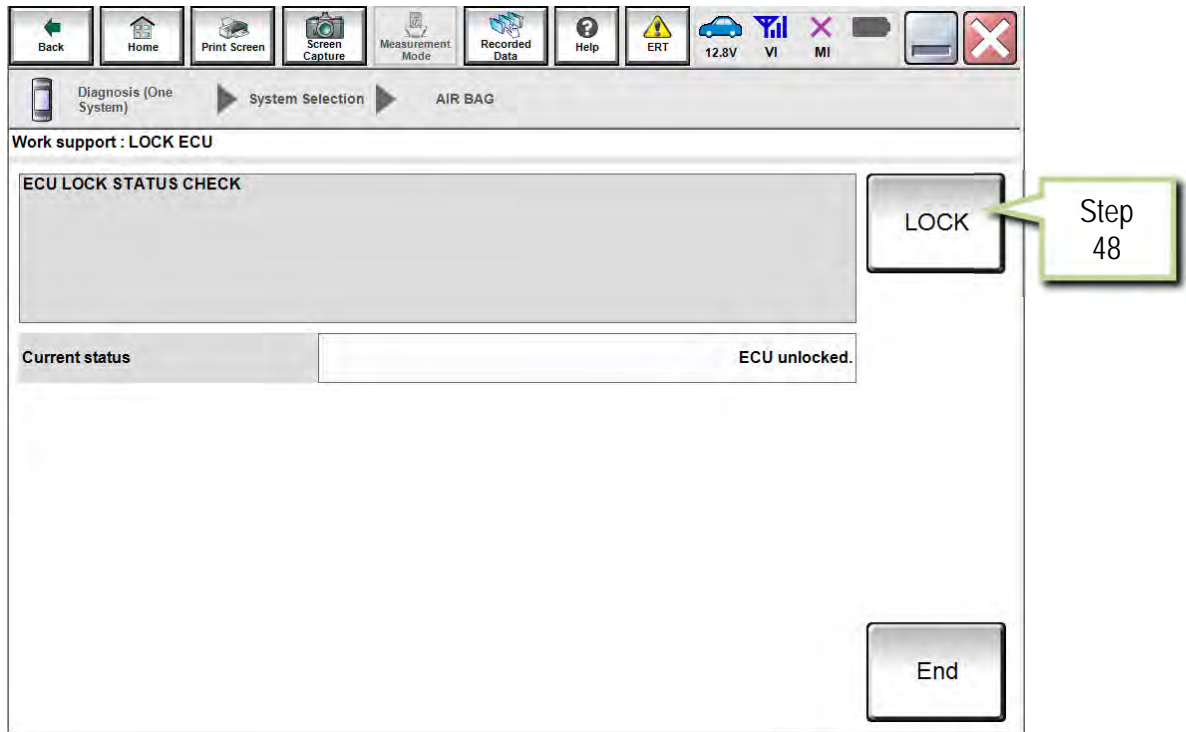 Back
Home
Print Screen
Screen
Capture
Measurement
Mode
Recorded
Data
Help
ERT
12.8V
VI
MI
Diagnosis (One
System)
System Selection
AIR BAG
Work support : LOCK ECU
ECU LOCK STATUS CHECK
LOCK
Step
48
Current status
ECU unlocked.
End